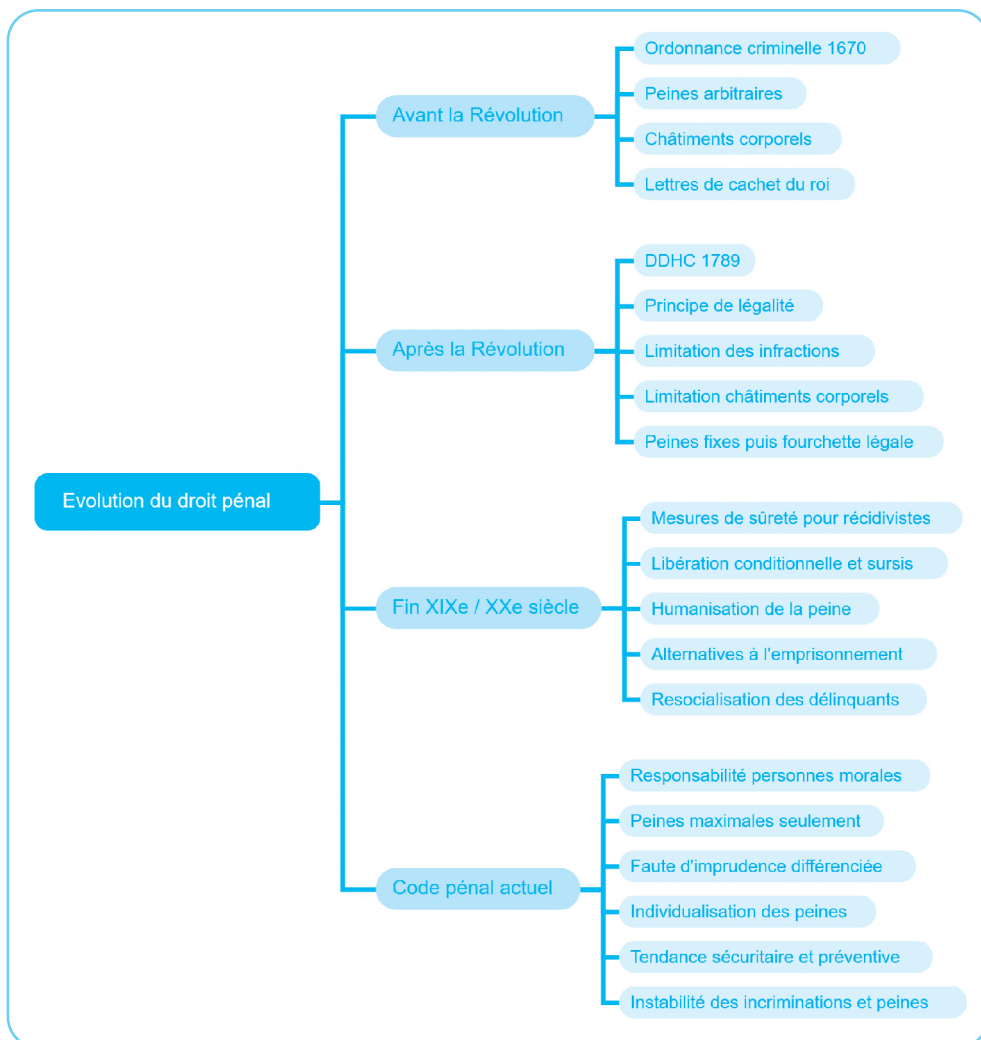 Evolution du droit pénal
Avant la Révolution
Ordonnance criminelle 1670
Peines arbitraires
Châtiments corporels
Lettres de cachet du roi
Après la Révolution
DDHC 1789
Principe de légalité
Limitation des infractions
Limitation châtiments corporels
Peines fixes puis fourchette légale
Fin XIXe / XXe siècle
Mesures de sûreté pour récidivistes
Libération conditionnelle et sursis
Humanisation de la peine
Alternatives à l'emprisonnement
Resocialisation des délinquants
Code pénal actuel
Responsabilité personnes morales
Peines maximales seulement
Faute d'imprudence différenciée
Individualisation des peines
Tendance sécuritaire et préventive
Instabilité des incriminations et peines